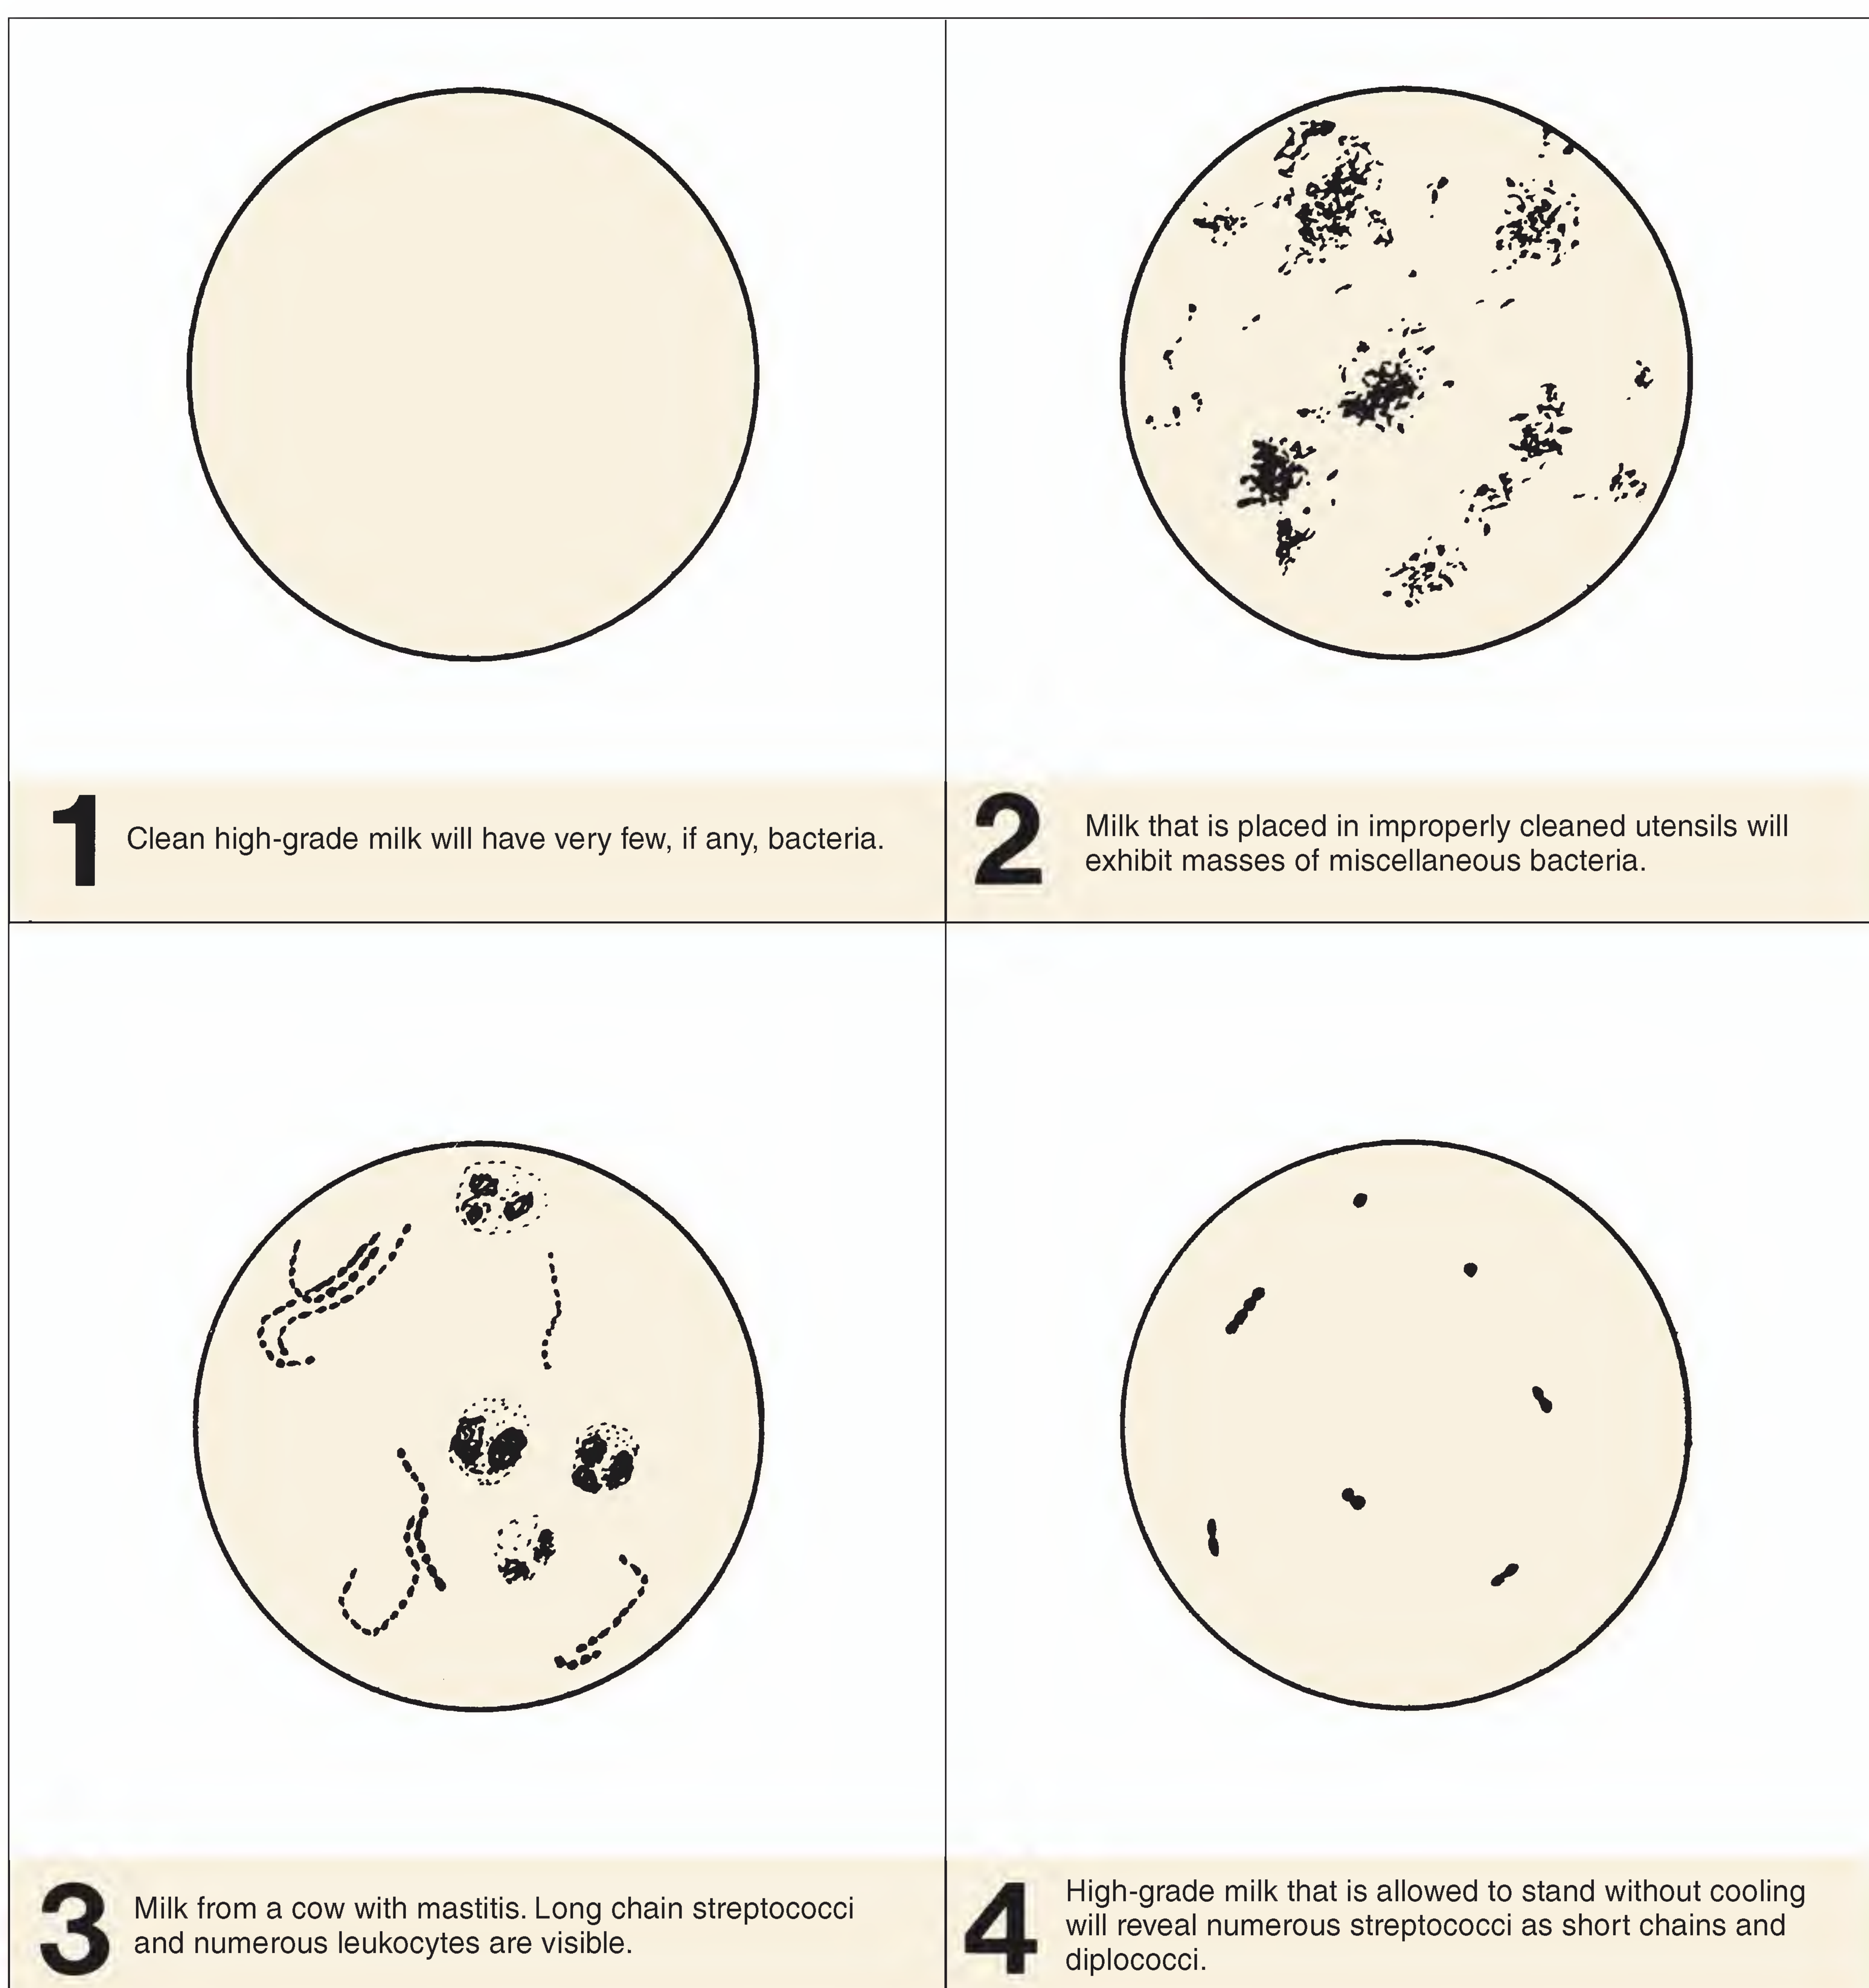 1
Clean high-grade milk will have very few, if any, bacteria.
2
Milk that is placed in improperly cleaned utensils will
exhibit masses of miscellaneous bacteria.
3
Milk from a cow with mastitis. Long chain streptococci
and numerous leukocytes are visible.
4
High-grade milk that is allowed to stand without cooling
will reveal numerous streptococci as short chains and
diplococci.